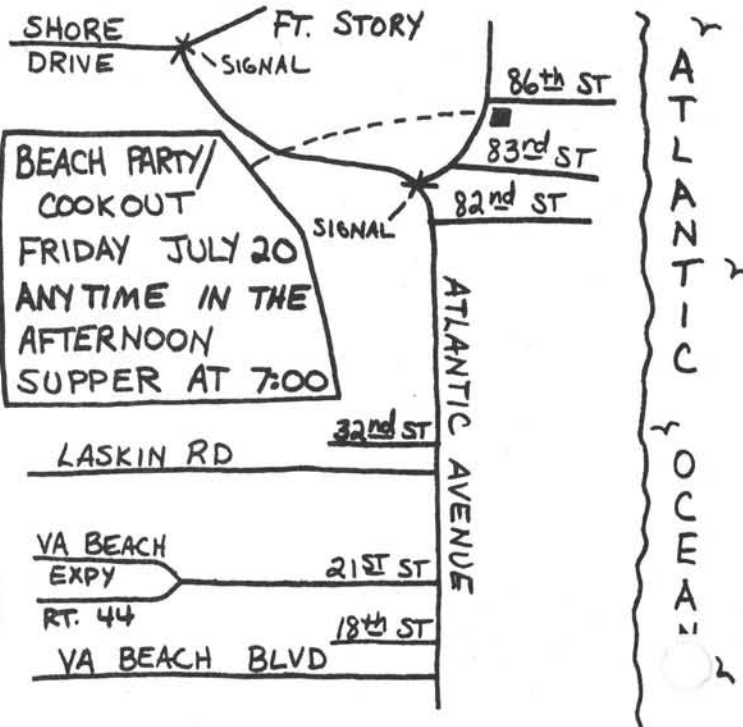 SHORE
DRIVE
FT. STORY
SIGNAL
86th ST
83rd ST
82nd ST
SIGNAL
BEACH PARTY/
COOKOUT
FRIDAY JULY 20
ANYTIME IN THE
AFTERNOON
SUPPER AT 7:00
ATLANTIC AVENUE
32nd ST
LASKIN RD
VA BEACH
EXPY
RT. 44
21ST ST
18th ST
VA BEACH BLVD
ATLANTIC OCEAN